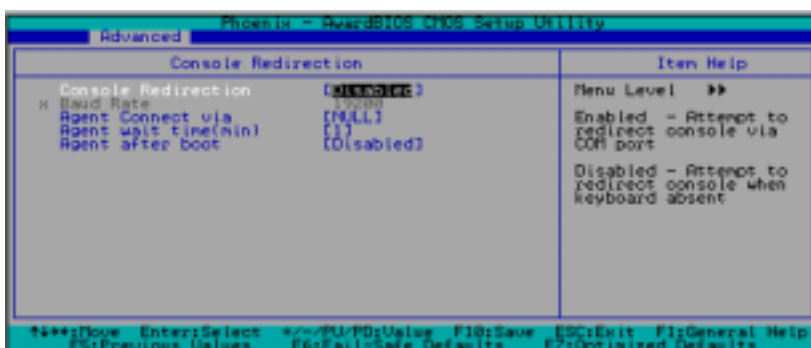 Phoenix - AwardBIOS CMOS Setup Utility
Advanced
Console Redirection
Item Help
Console Redirection [Disabled]
x Baud Rate 19200
Agent Connect via [NULL]
Agent wait time(min) [1]
Agent after boot [Disabled]
Menu Level ►►
Enabled - Attempt to
redirect console via
COM port
Disabled - Attempt to
redirect console when
keyboard absent
:Move Enter:Select +/-/PU/PD:Value F10:Save ESC:Exit F1:General Help
F5:Previous Values F6:Fail-Safe Defaults F7:Optimized Defaults